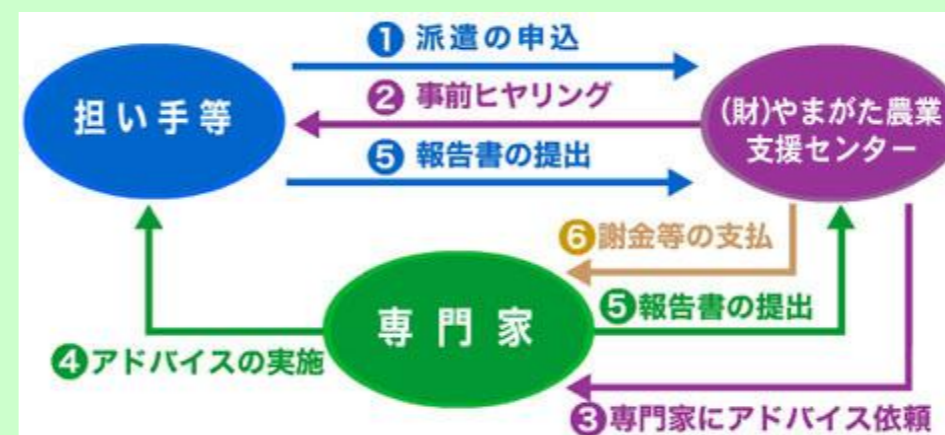 ❶ 派遣の申込
❷ 事前ヒヤリング
担い手等
(財)やまがた農業
支援センター
❺ 報告書の提出
❻謝金等の支払
専門家
❺報告書の提出
❹アドバイスの実施
❸専門家にアドバイス依頼